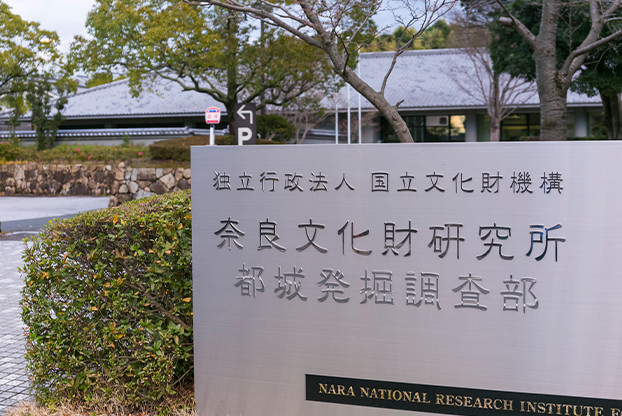 独立行政法人 国立文化財機構
奈良文化財研究所
都城発掘調査部
NARA NATIONAL RESEARCH INSTITUTE F
P